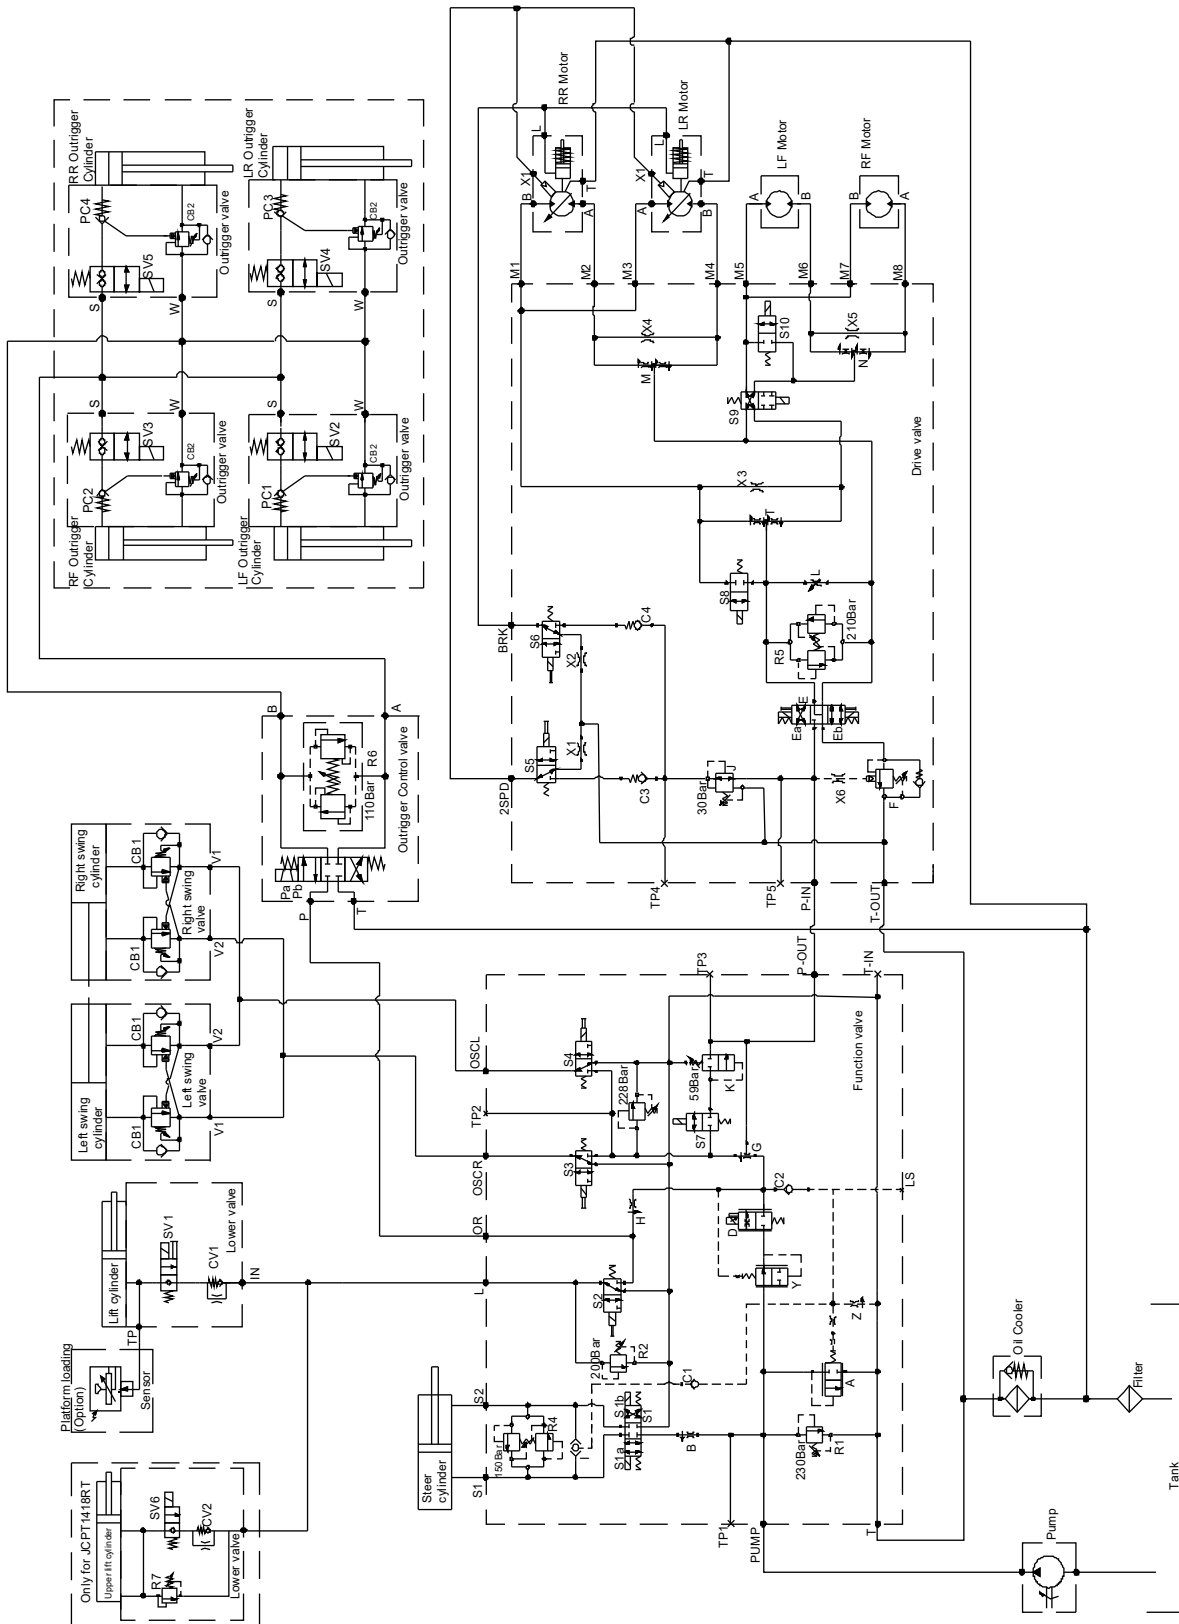 RR Outrigger
Cylinder
PC4
SV5
CB2
Outrigger valve
S
W
LR Outrigger
Cylinder
PC3
SV4
CB2
Outrigger valve
S
W
RF Outrigger
Cylinder
PC2
SV3
CB2
Outrigger valve
S
W
LF Outrigger
Cylinder
PC1
SV2
CB2
Outrigger valve
S
W
RR Motor
L
X1
B
A
T
LR Motor
L
X1
A
B
T
LF Motor
A
B
RF Motor
B
A
M1
M2
M3
M4
M5
M6
M7
M8
X4
M
S10
X5
N
S9
Drive valve
X3
T
S8
L
R5
210Bar
E
Ea
Eb
BRK
S6
X2
C4
2SPD
S5
X1
C3
30Bar
J
X6
F
TP4
TP5
P-IN
T-OUT
B
A
110Bar
R6
Outrigger Control valve
Pa
Pb
P
T
Right swing
cylinder
CB1
CB1
Right swing
valve
V1
V2
Left swing
cylinder
CB1
CB1
Left swing
valve
V2
V1
Lift cylinder
SV1
CV1
Lower valve
IN
TP
Platform loading
(Option)
Sensor
Only for JCPT1418RT
Upper lift cylinder
SV6
CV2
R7
Lower valve
Steer
cylinder
S1
S2
L
OR
OSCR
TP2
OSCL
TP3
P-OUT
T-IN
Function valve
S4
S3
228Bar
59Bar
K
S7
G
H
C2
LS
D
Y
S2
200Bar
R2
C1
Z
A
150Bar
R4
I
S1b
S1
S1a
B
230Bar
R1
TP1
PUMP
T
Oil Cooler
Filter
Tank
Pump